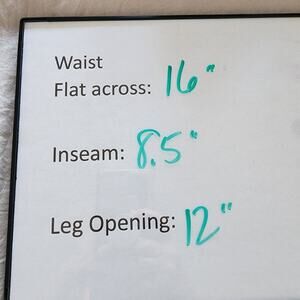 Waist
Flat across: 16"
Inseam: 8.5"
Leg Opening: 12"